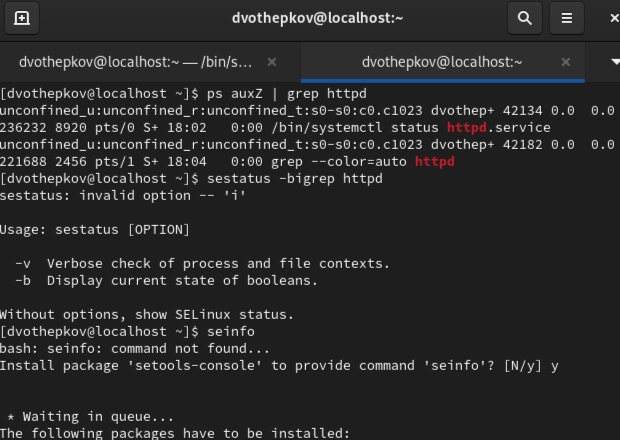 dvothepkov@localhost:~
dvothepkov@localhost:~ — /bin/s...
dvothepkov@localhost:~
[dvothepkov@localhost ~]$ ps auxZ | grep httpd
unconfined_u:unconfined_r:unconfined_t:s0-s0:c0.c1023 dvothep+ 42134 0.0  0.0
236232 8920 pts/0 S+ 18:02   0:00 /bin/systemctl status httpd.service
unconfined_u:unconfined_r:unconfined_t:s0-s0:c0.c1023 dvothep+ 42182 0.0  0.0
221688 2456 pts/1 S+ 18:04   0:00 grep --color=auto httpd
[dvothepkov@localhost ~]$ sestatus -bigrep httpd
sestatus: invalid option -- 'i'
Usage: sestatus [OPTION]
-v  Verbose check of process and file contexts.
-b  Display current state of booleans.
Without options, show SELinux status.
[dvothepkov@localhost ~]$ seinfo
bash: seinfo: command not found...
Install package 'setools-console' to provide command 'seinfo'? [N/y] y
* Waiting in queue...
The following packages have to be installed: